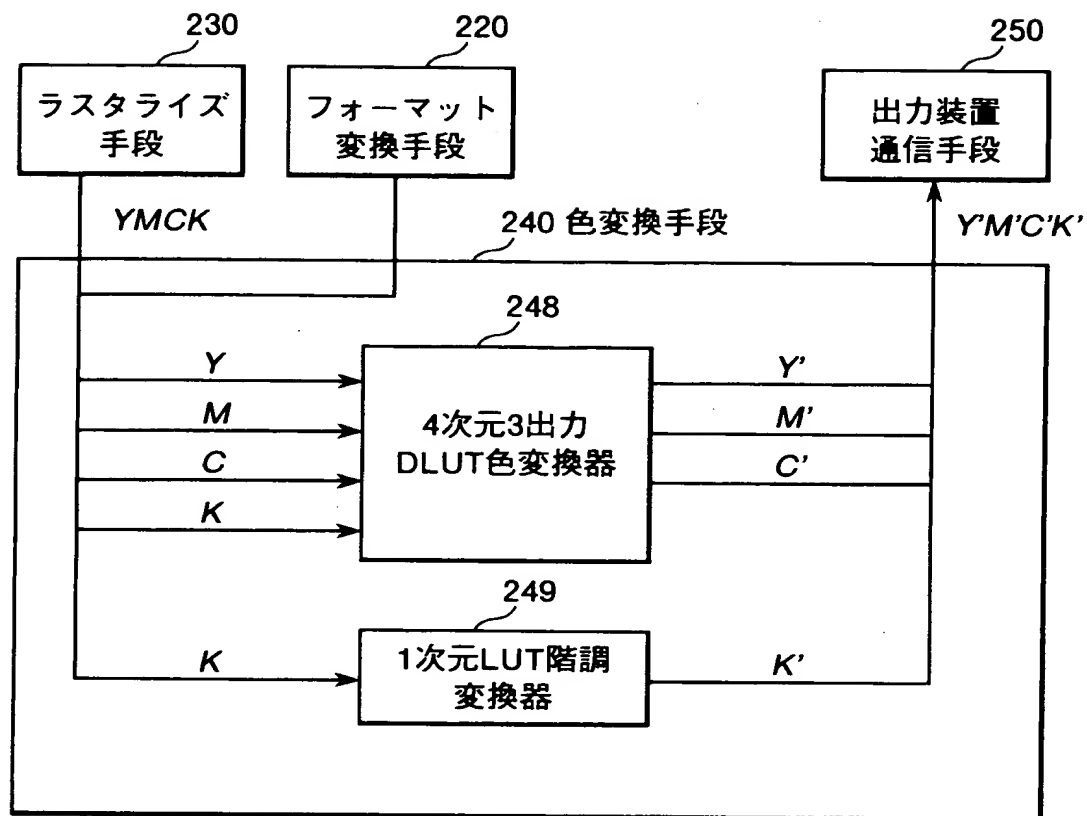 230
220
250
ラスタライズ
手段
フォーマット
変換手段
出力装置
通信手段
YMCK
240 色変換手段
Y'M'C'K'
248
Y
M
C
K
4次元3出力
DLUT色変換器
Y'
M'
C'
249
K
1次元LUT階調
変換器
K'